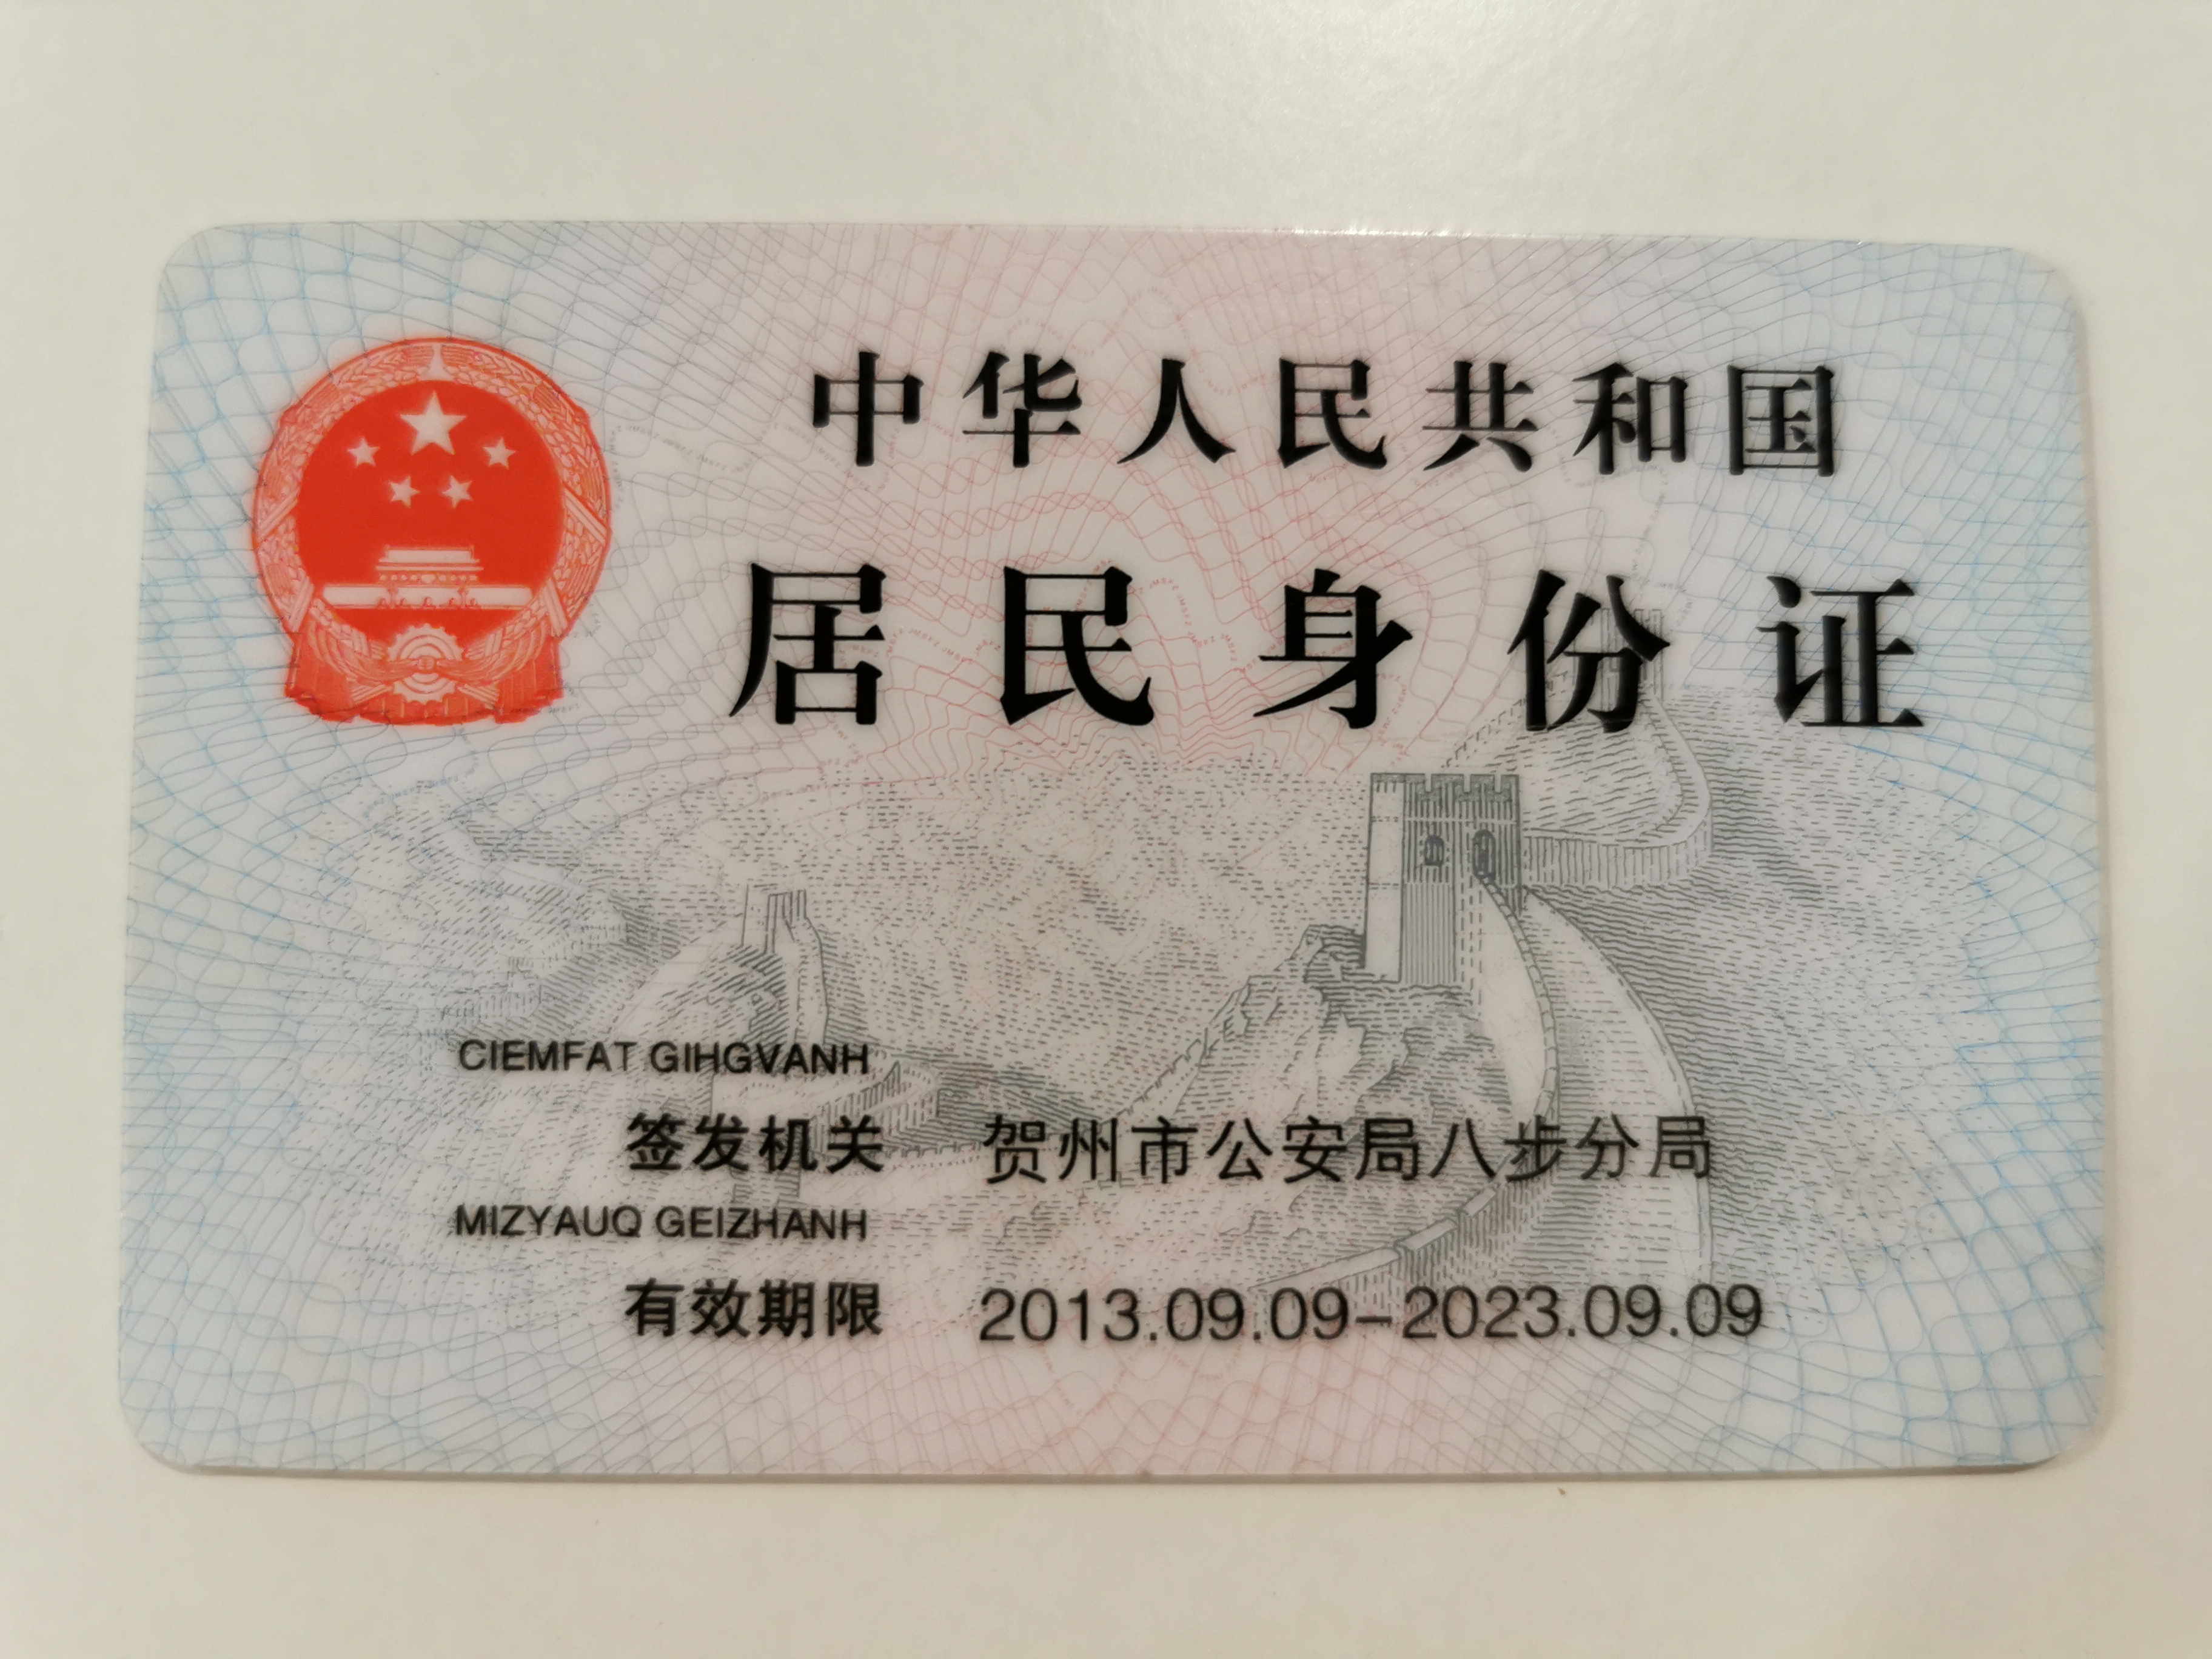 中华人民共和国
居民身份证
CIEMFAT GIHGVANH
签发机关 贺州市公安局八步分局
MIZYAUQ GEIZHANH
有效期限 2013.09.09-2023.09.09